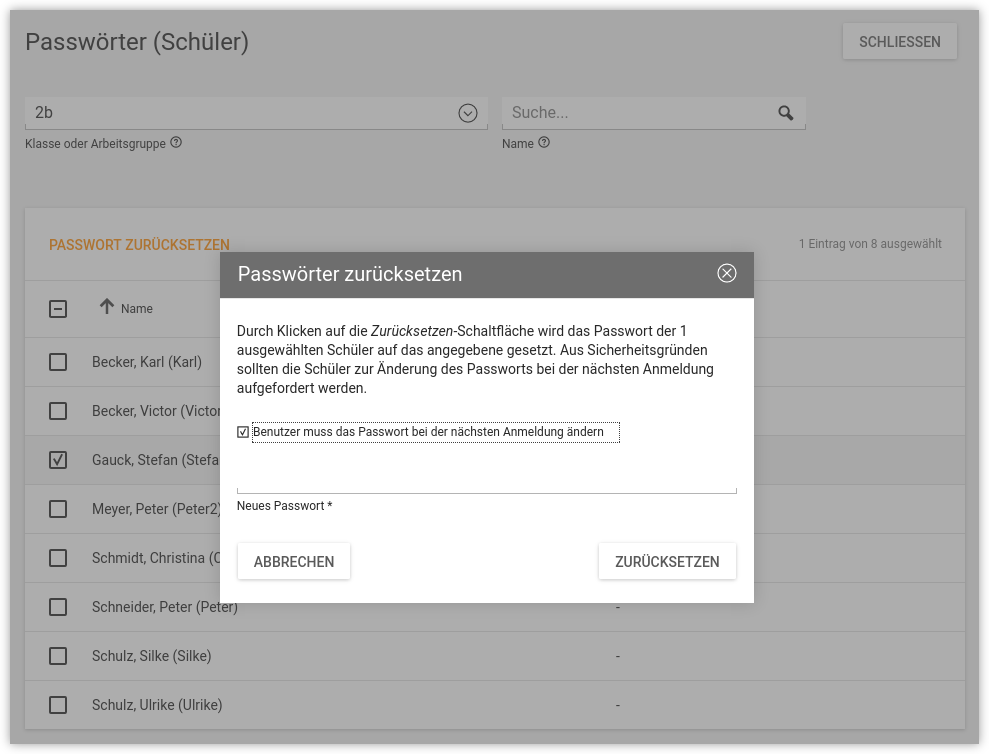 Passwörter (Schüler)
SCHLIESSEN
2b
Suche...
Klasse oder Arbeitsgruppe
Name
PASSWORT ZURÜCKSETZEN
1 Eintrag von 8 ausgewählt
Passwörter zurücksetzen
Name
Durch Klicken auf die Zurücksetzen-Schaltfläche wird das Passwort der 1
ausgewählten Schüler auf das angegebene gesetzt. Aus Sicherheitsgründen
sollten die Schüler zur Änderung des Passworts bei der nächsten Anmeldung
aufgefordert werden.
Benutzer muss das Passwort bei der nächsten Anmeldung ändern
Neues Passwort *
ABBRECHEN
ZURÜCKSETZEN
Becker, Karl (Karl)
Becker, Victor
Gauck, Stefan
Meyer, Peter (Peter2)
Schmidt, Christina
Schneider, Peter (Peter) -
Schulz, Silke (Silke) -
Schulz, Ulrike (Ulrike) -